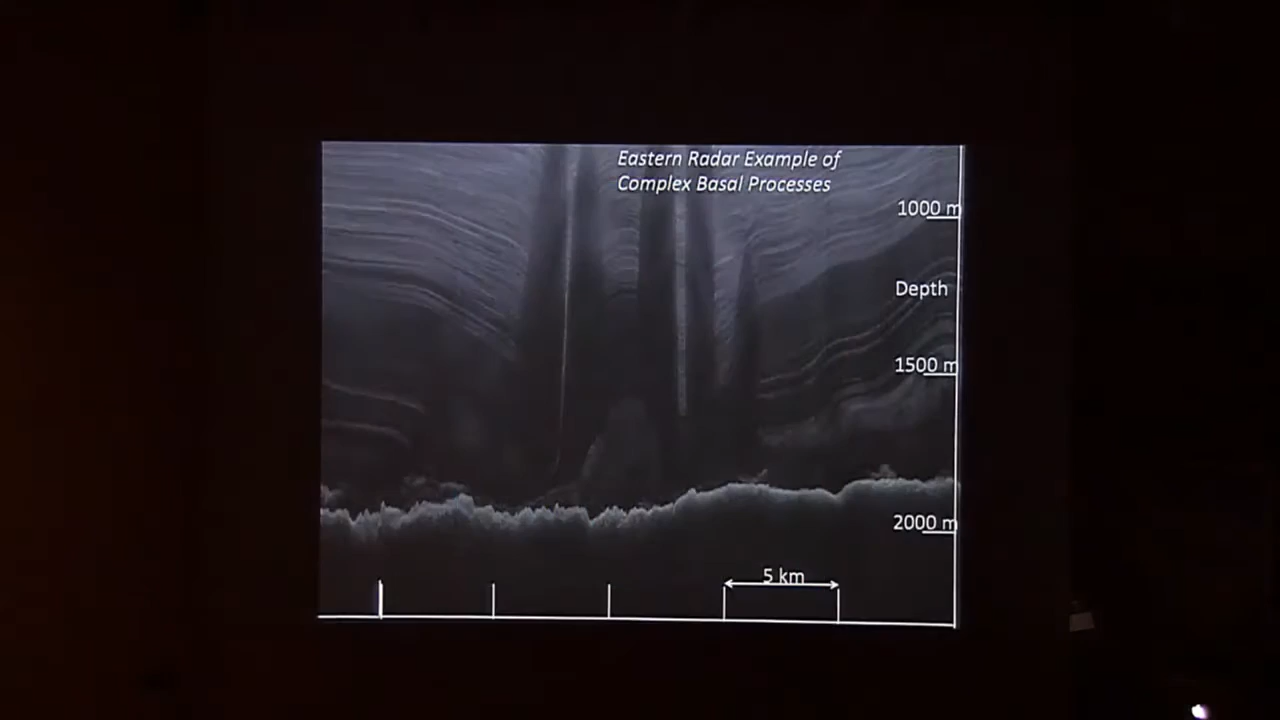 Eastern Radar Example of
Complex Basal Processes
1000 m
Depth
1500 m
2000 m
5 km